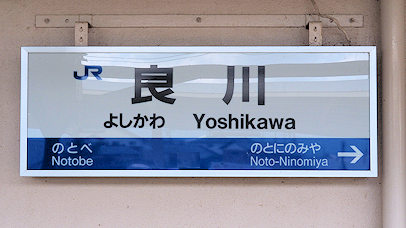 JR
良川
よしかわ Yoshikawa
のとべ のとにのみや
Notobe Noto-Ninomiya →